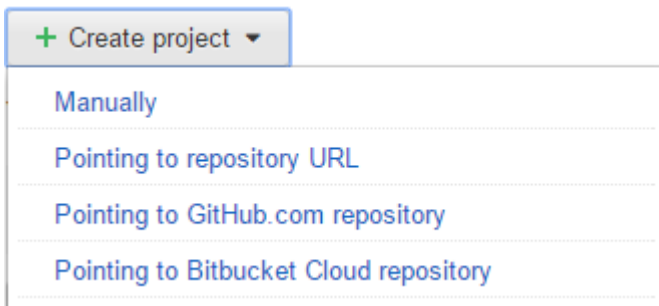 + Create project
Manually
Pointing to repository URL
Pointing to GitHub.com repository
Pointing to Bitbucket Cloud repository